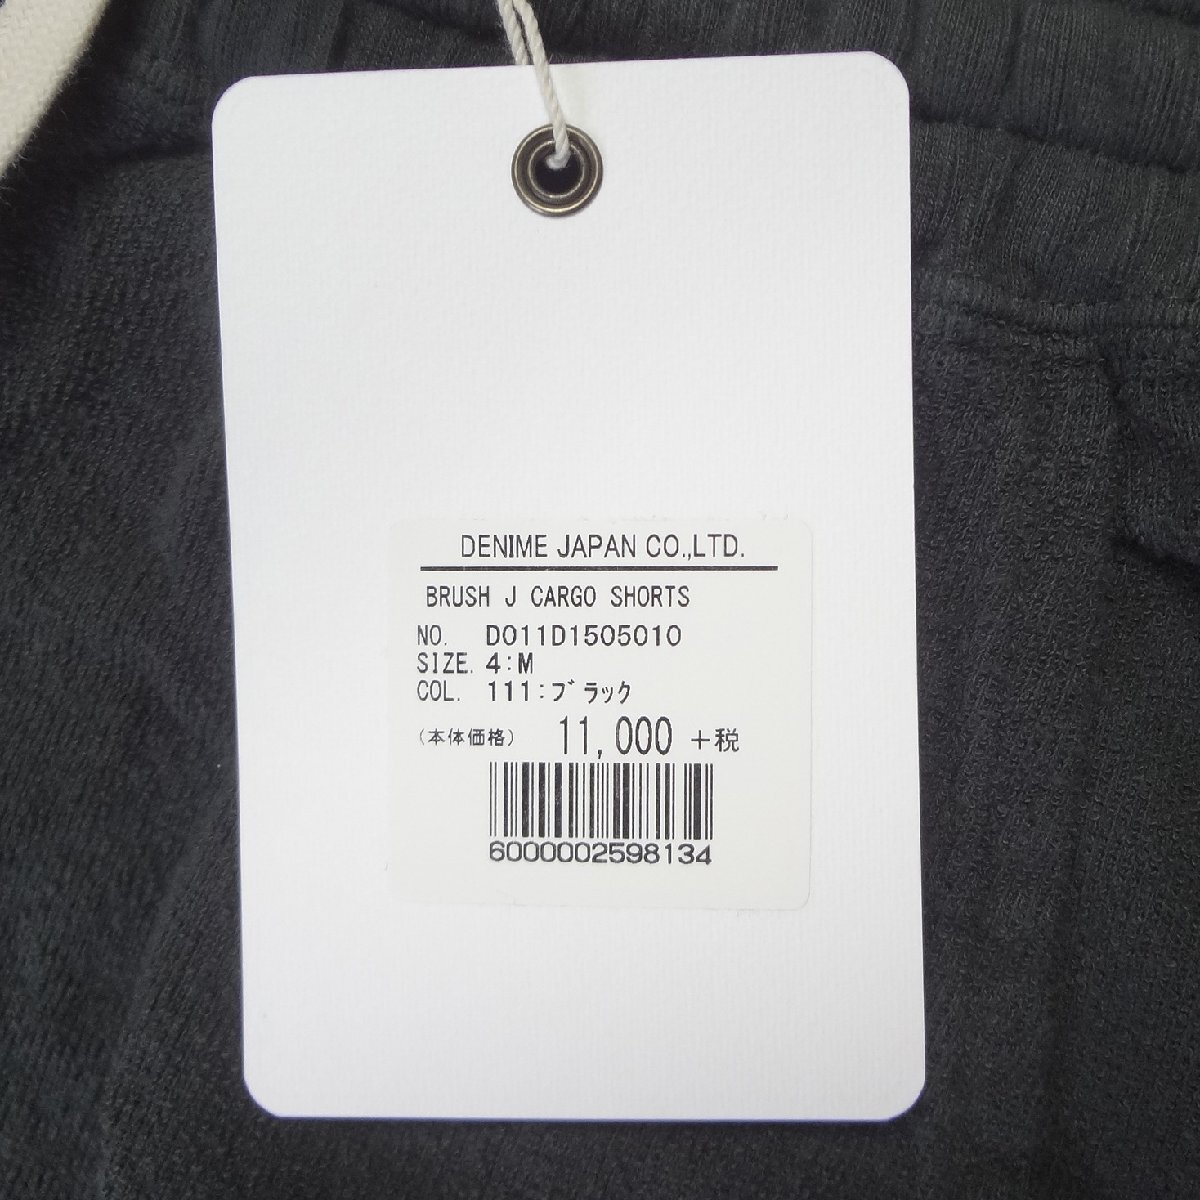 DENIME JAPAN CO.,LTD.
BRUSH J CARGO SHORTS
NO. D011D1505010
SIZE. 4:M
COL. 111:ブラック
(本体価格) 11,000 +税
6000002598134